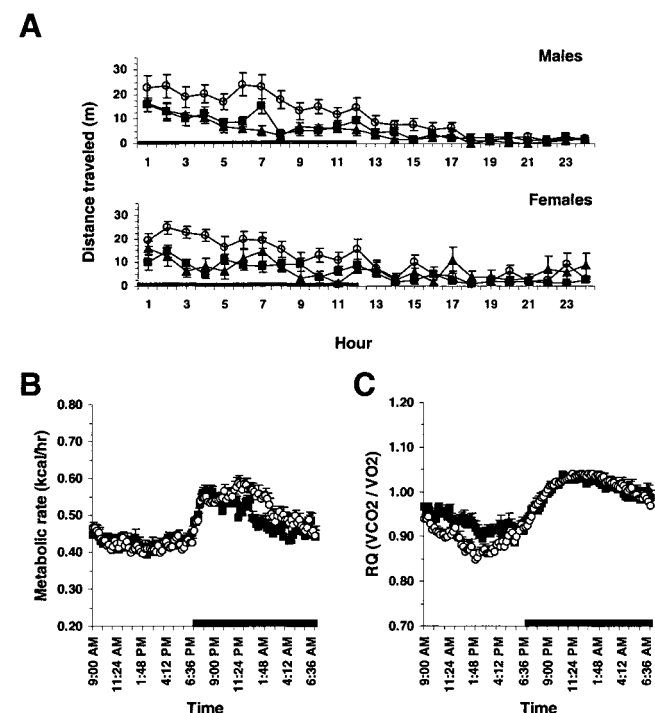 A
Males
Distance traveled (m)
30
20
10
0
1 3 5 7 9 11 13 15 17 19 21 23
Females
30
20
10
0
1 3 5 7 9 11 13 15 17 19 21 23
Hour
B
Metabolic rate (kcal/hr)
0.80
0.70
0.60
0.50
0.40
0.30
0.20
9:00 AM
11:24 AM
1:48 PM
4:12 PM
6:36 PM
9:00 PM
11:24 PM
1:48 AM
4:12 AM
6:36 AM
Time
C
RQ (VCO2 / VO2)
1.20
1.10
1.00
0.90
0.80
0.70
9:00 AM
11:24 AM
1:48 PM
4:12 PM
6:36 PM
9:00 PM
11:24 PM
1:48 AM
4:12 AM
6:36 AM
Time